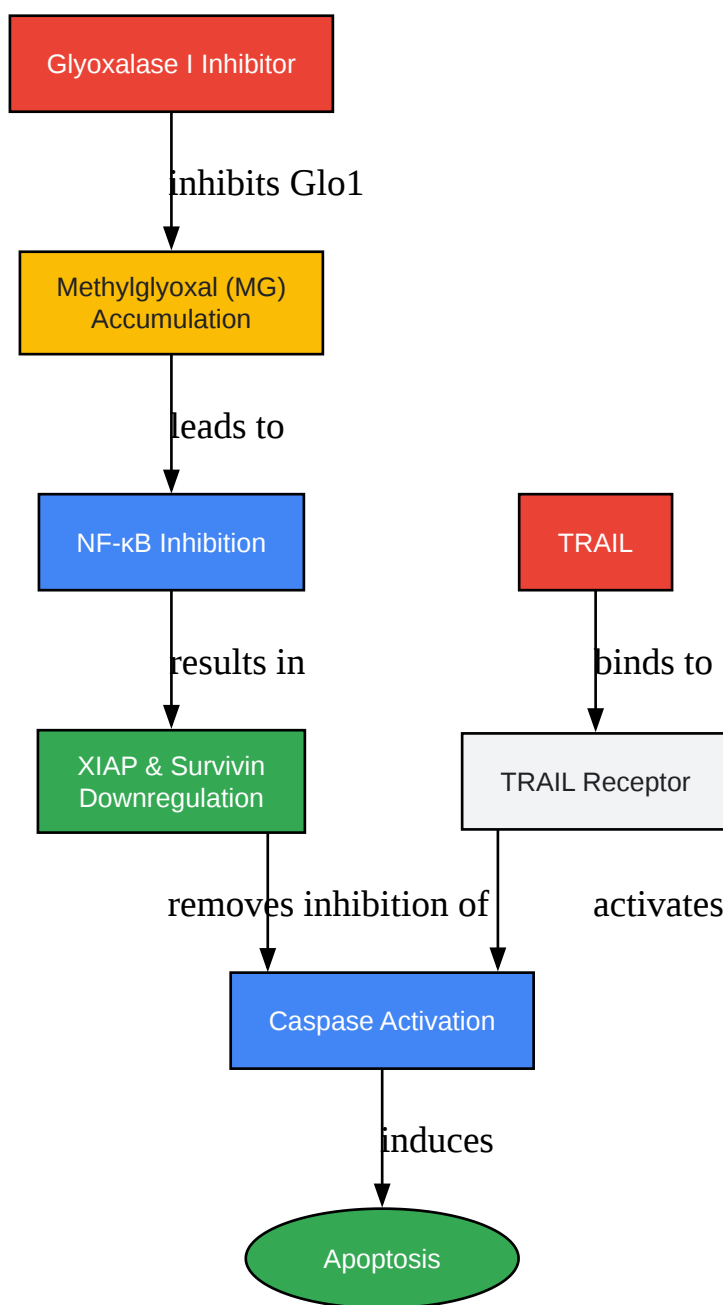 Glyoxalase I Inhibitor
inhibits Glo1
Methylglyoxal (MG)
Accumulation
leads to
NF-κB Inhibition
TRAIL
results in
binds to
XIAP & Survivin
Downregulation
TRAIL Receptor
removes inhibition of
activates
Caspase Activation
induces
Apoptosis